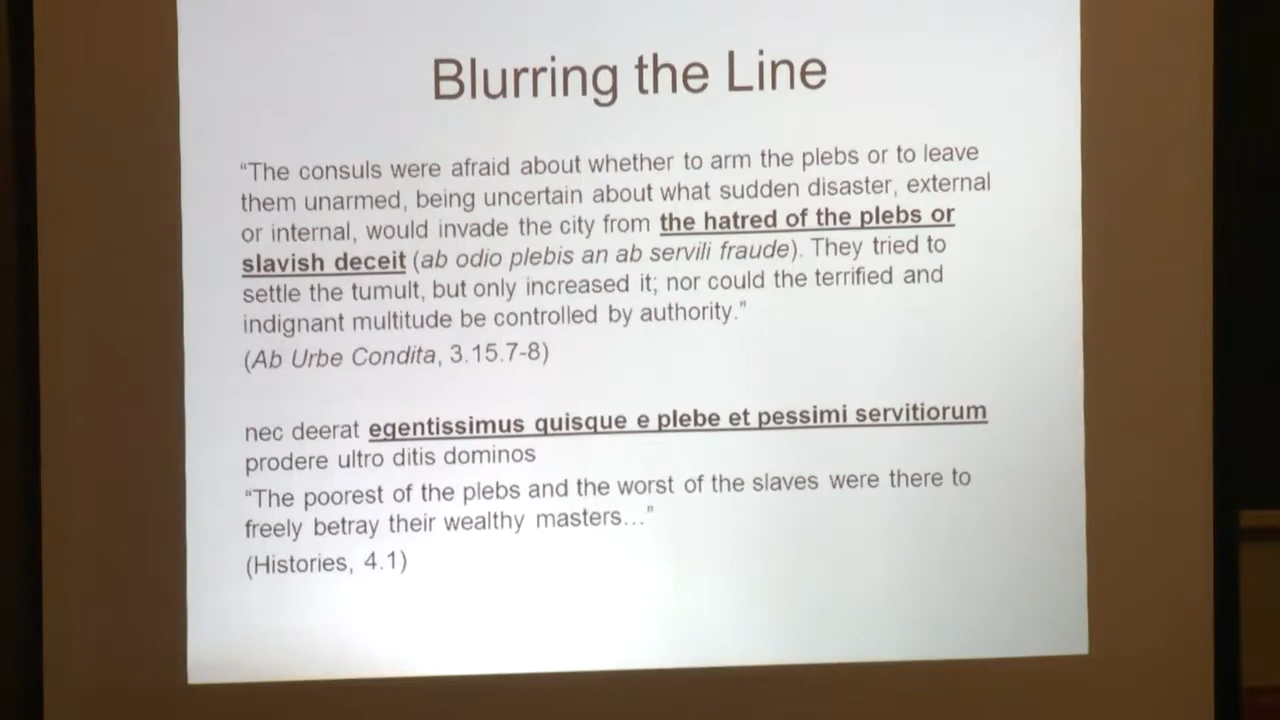 Blurring the Line
“The consuls were afraid about whether to arm the plebs or to leave
them unarmed, being uncertain about what sudden disaster, external
or internal, would invade the city from the hatred of the plebs or
slavish deceit (ab odio plebis an ab servili fraude). They tried to
settle the tumult, but only increased it; nor could the terrified and
indignant multitude be controlled by authority.”
(Ab Urbe Condita, 3.15.7-8)
nec deerat egentissimus quisque e plebe et pessimi servitiorum
prodere ultro ditis dominos
“The poorest of the plebs and the worst of the slaves were there to
freely betray their wealthy masters…”
(Histories, 4.1)